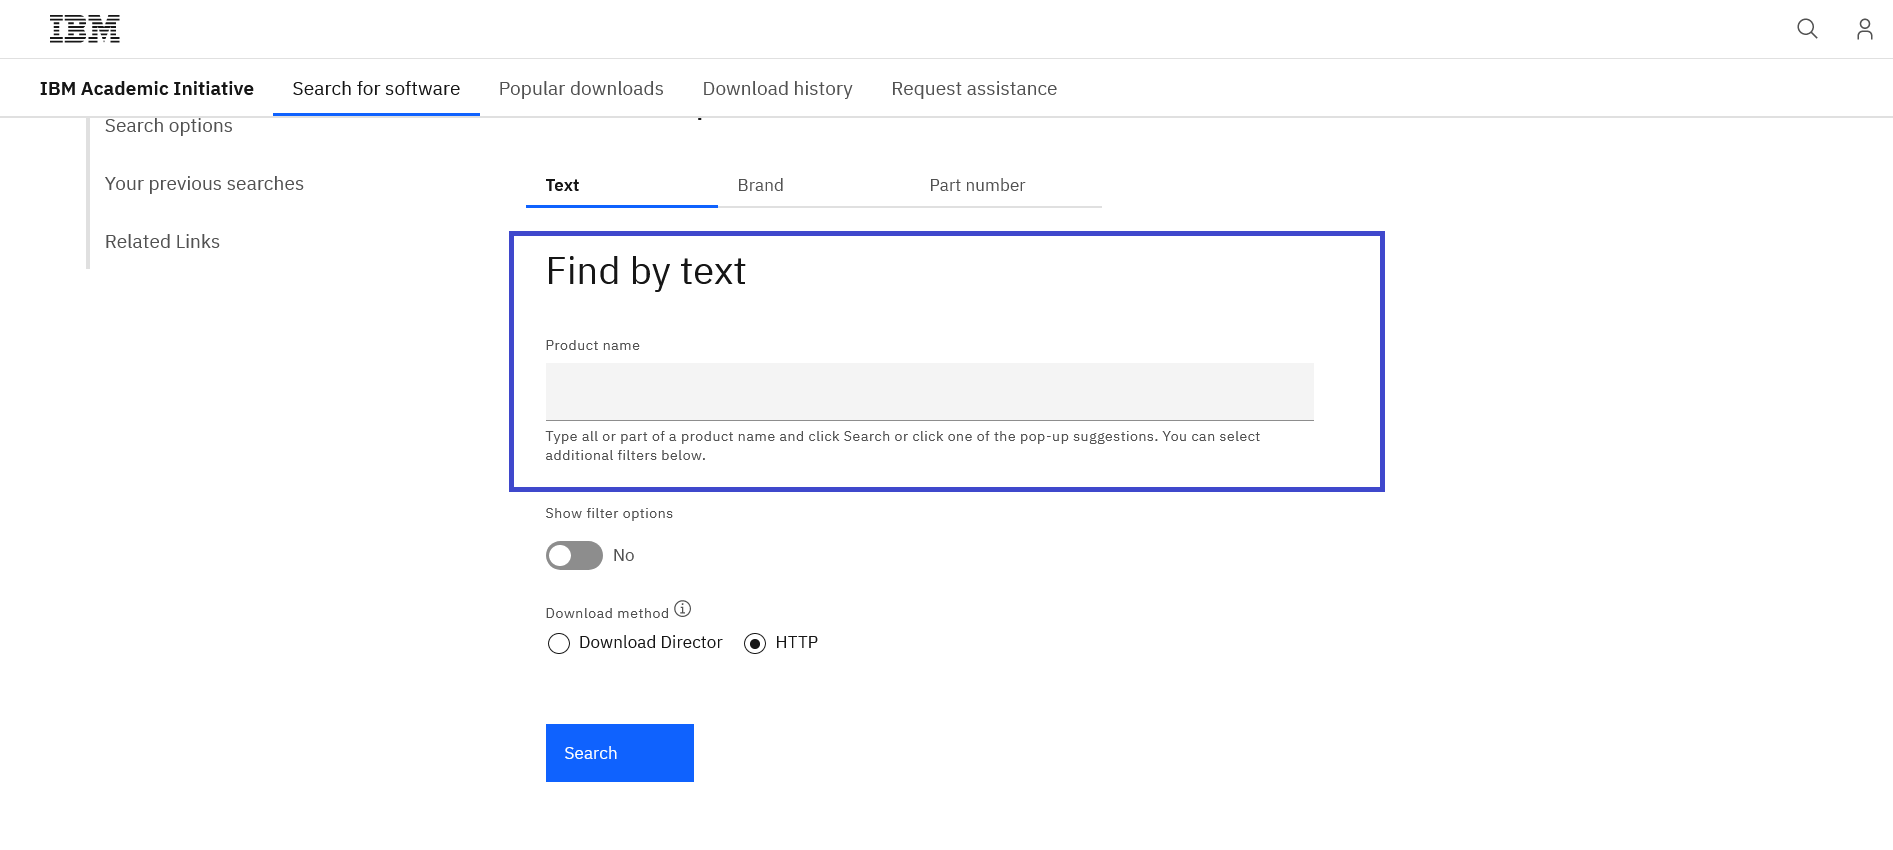 IBM
IBM Academic Initiative
Search for software
Popular downloads
Download history
Request assistance
Search options
Your previous searches
Related Links
Text
Brand
Part number
Find by text
Product name
Type all or part of a product name and click Search or click one of the pop-up suggestions. You can select
additional filters below.
Show filter options
No
Download method
Download Director
HTTP
Search